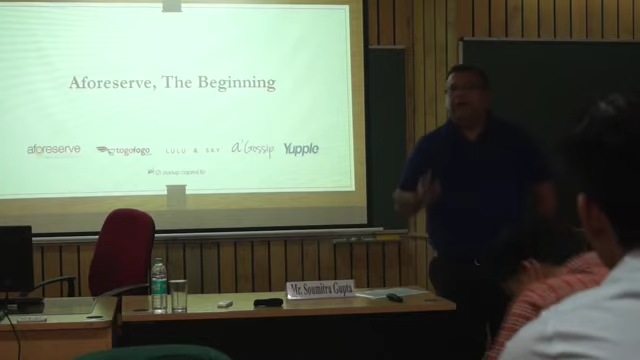 Aforeserve, The Beginning
aforeserve togofogo LULU & SKY a'Gossip Yupple
Mr. Soumitra Gupta